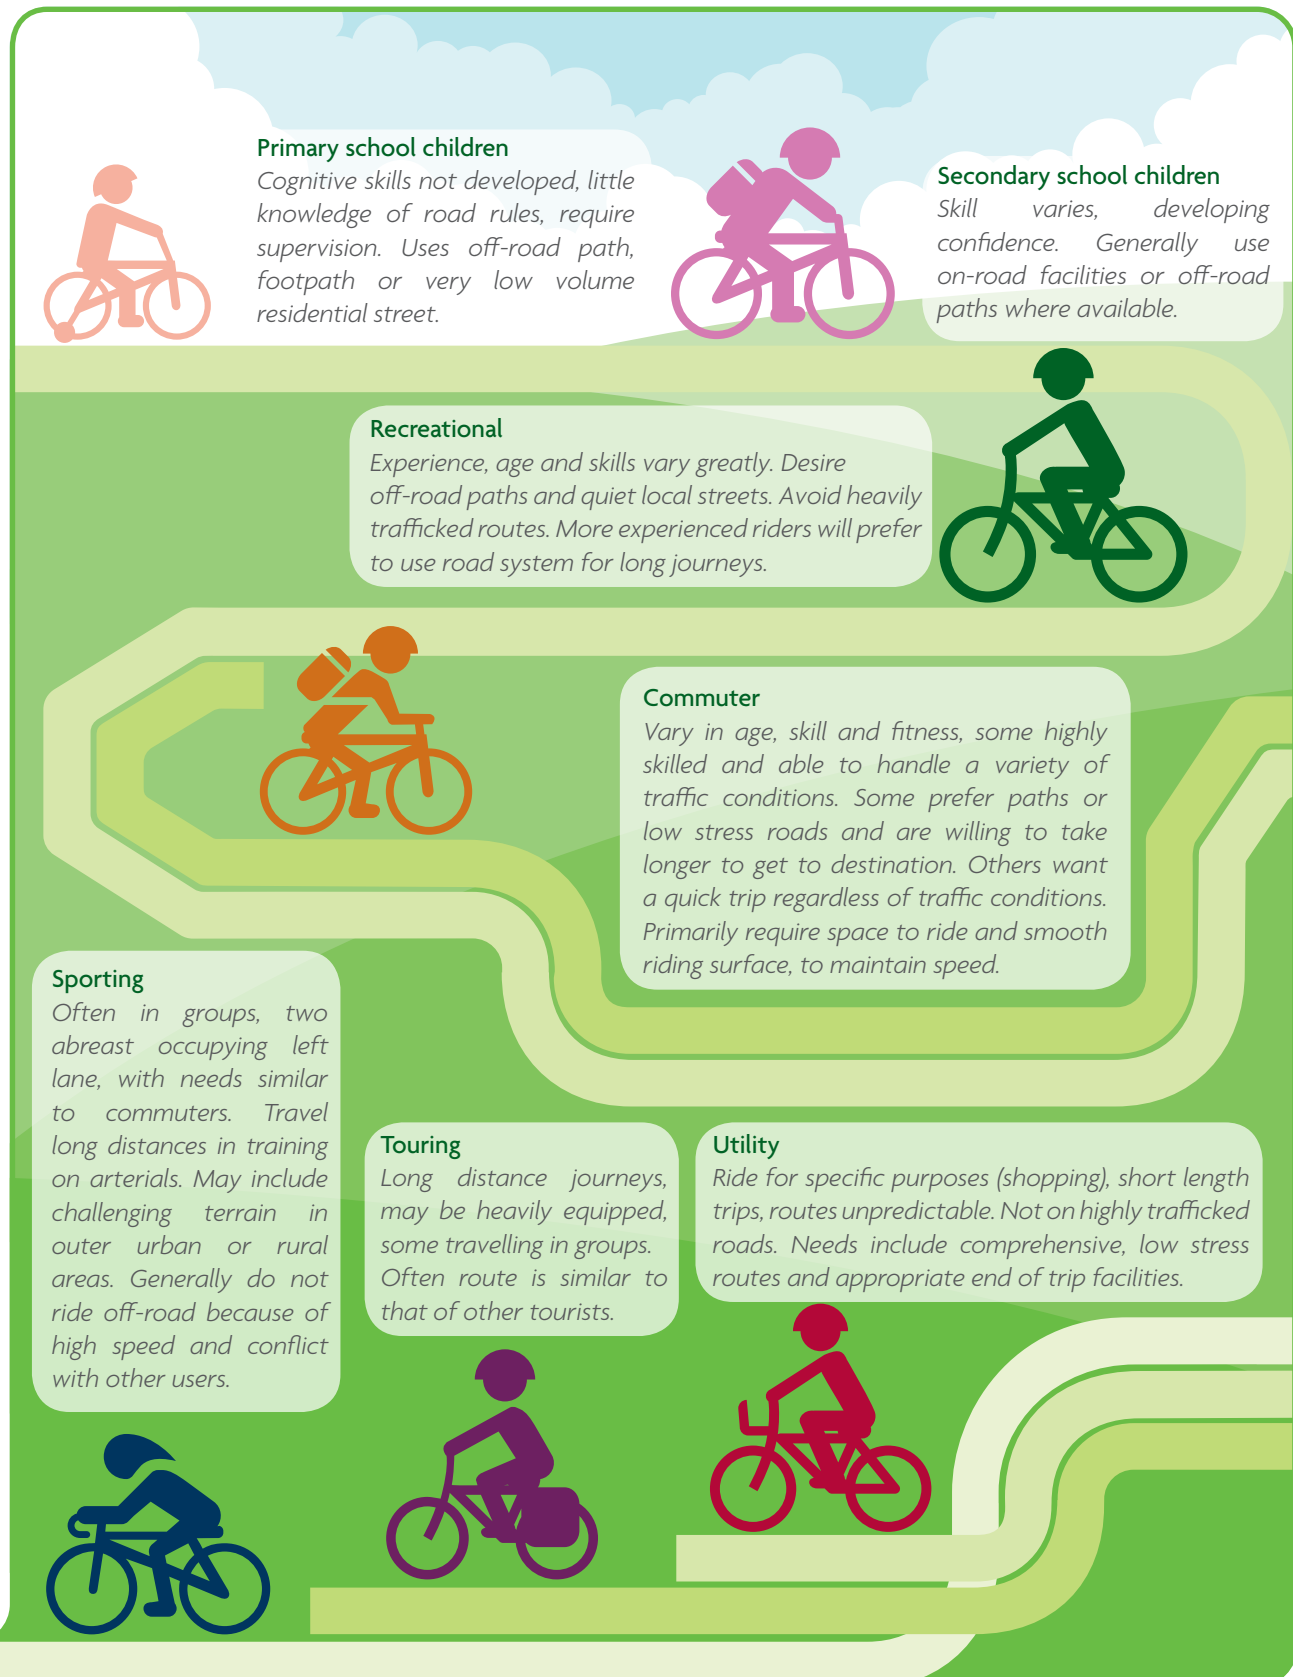 Primary school children
Cognitive skills not developed, little
knowledge of road rules, require
supervision. Uses off-road path,
footpath or very low volume
residential street.
Secondary school children
Skill varies, developing
confidence. Generally use
on-road facilities or off-road
paths where available.
Recreational
Experience, age and skills vary greatly. Desire
off-road paths and quiet local streets. Avoid heavily
trafficked routes. More experienced riders will prefer
to use road system for long journeys.
Commuter
Vary in age, skill and fitness, some highly
skilled and able to handle a variety of
traffic conditions. Some prefer paths or
low stress roads and are willing to take
longer to get to destination. Others want
a quick trip regardless of traffic conditions.
Primarily require space to ride and smooth
riding surface, to maintain speed.
Sporting
Often in groups, two
abreast occupying left
lane, with needs similar
to commuters. Travel
long distances in training
on arterials. May include
challenging terrain in
outer urban or rural
areas. Generally do not
ride off-road because of
high speed and conflict
with other users.
Touring
Long distance journeys,
may be heavily equipped,
some travelling in groups.
Often route is similar to
that of other tourists.
Utility
Ride for specific purposes (shopping), short length
trips, routes unpredictable. Not on highly trafficked
roads. Needs include comprehensive, low stress
routes and appropriate end of trip facilities.